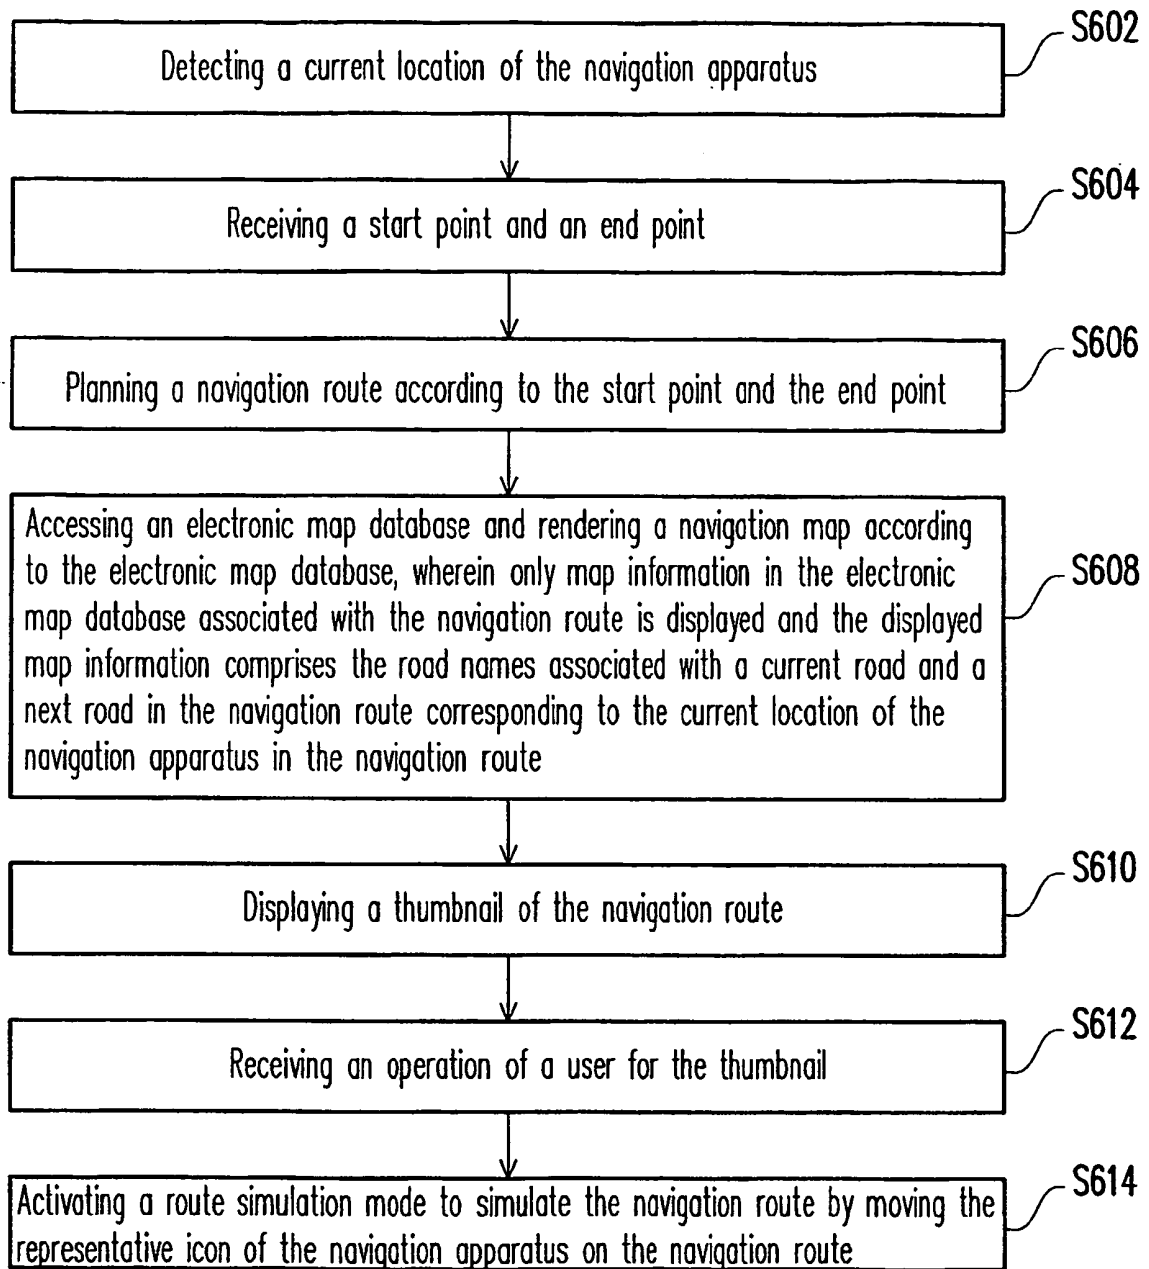 S602
Detecting a current location of the navigation apparatus
S604
Receiving a start point and an end point
S606
Planning a navigation route according to the start point and the end point
S608
Accessing an electronic map database and rendering a navigation map according
to the electronic map database, wherein only map information in the electronic
map database associated with the navigation route is displayed and the displayed
map information comprises the road names associated with a current road and a
next road in the navigation route corresponding to the current location of the
navigation apparatus in the navigation route
S610
Displaying a thumbnail of the navigation route
S612
Receiving an operation of a user for the thumbnail
S614
Activating a route simulation mode to simulate the navigation route by moving the
representative icon of the navigation apparatus on the navigation route